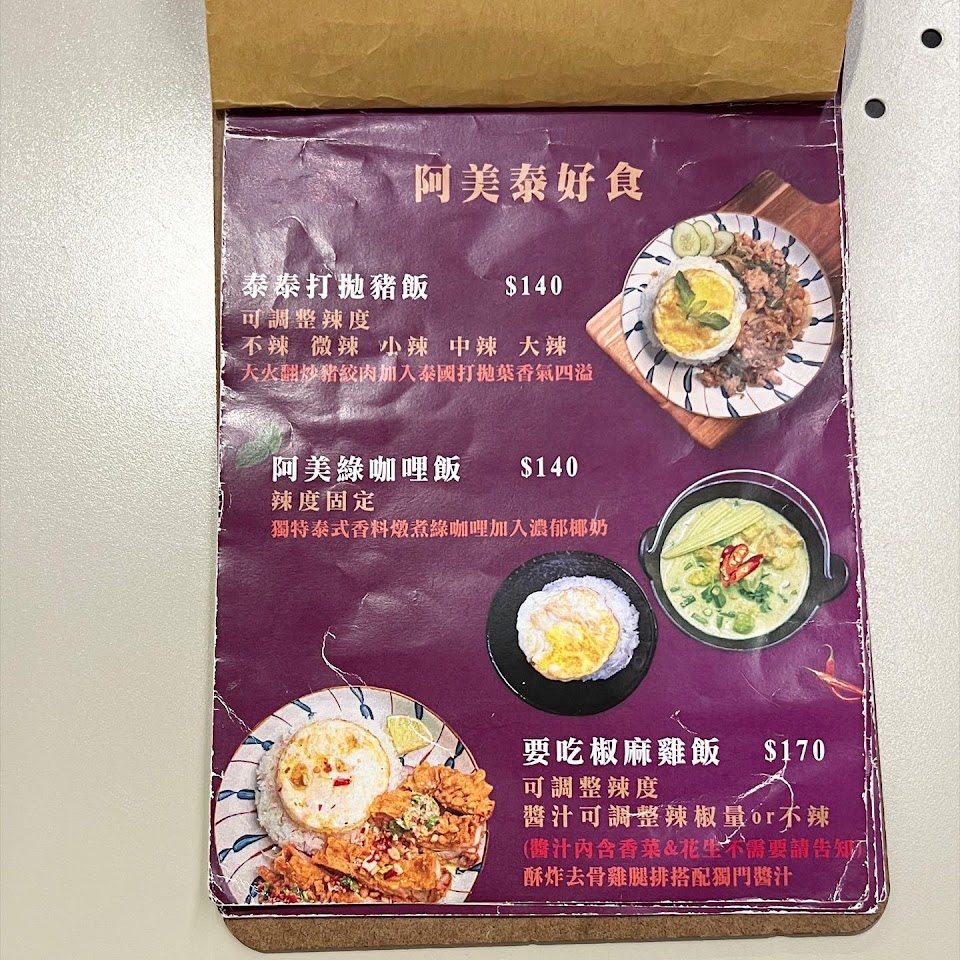 阿美泰好食
泰泰打拋豬飯 $140
可調整辣度
不辣 微辣 小辣 中辣 大辣
大火翻炒豬絞肉加入泰國打拋葉香氣四溢
阿美綠咖哩飯 $140
辣度固定
獨特泰式香料燉煮綠咖哩加入濃郁椰奶
要吃椒麻雞飯 $170
可調整辣度
醬汁可調整辣椒量or不辣
(醬汁內含香菜&花生不需要請告知)
酥炸去骨雞腿排搭配獨門醬汁